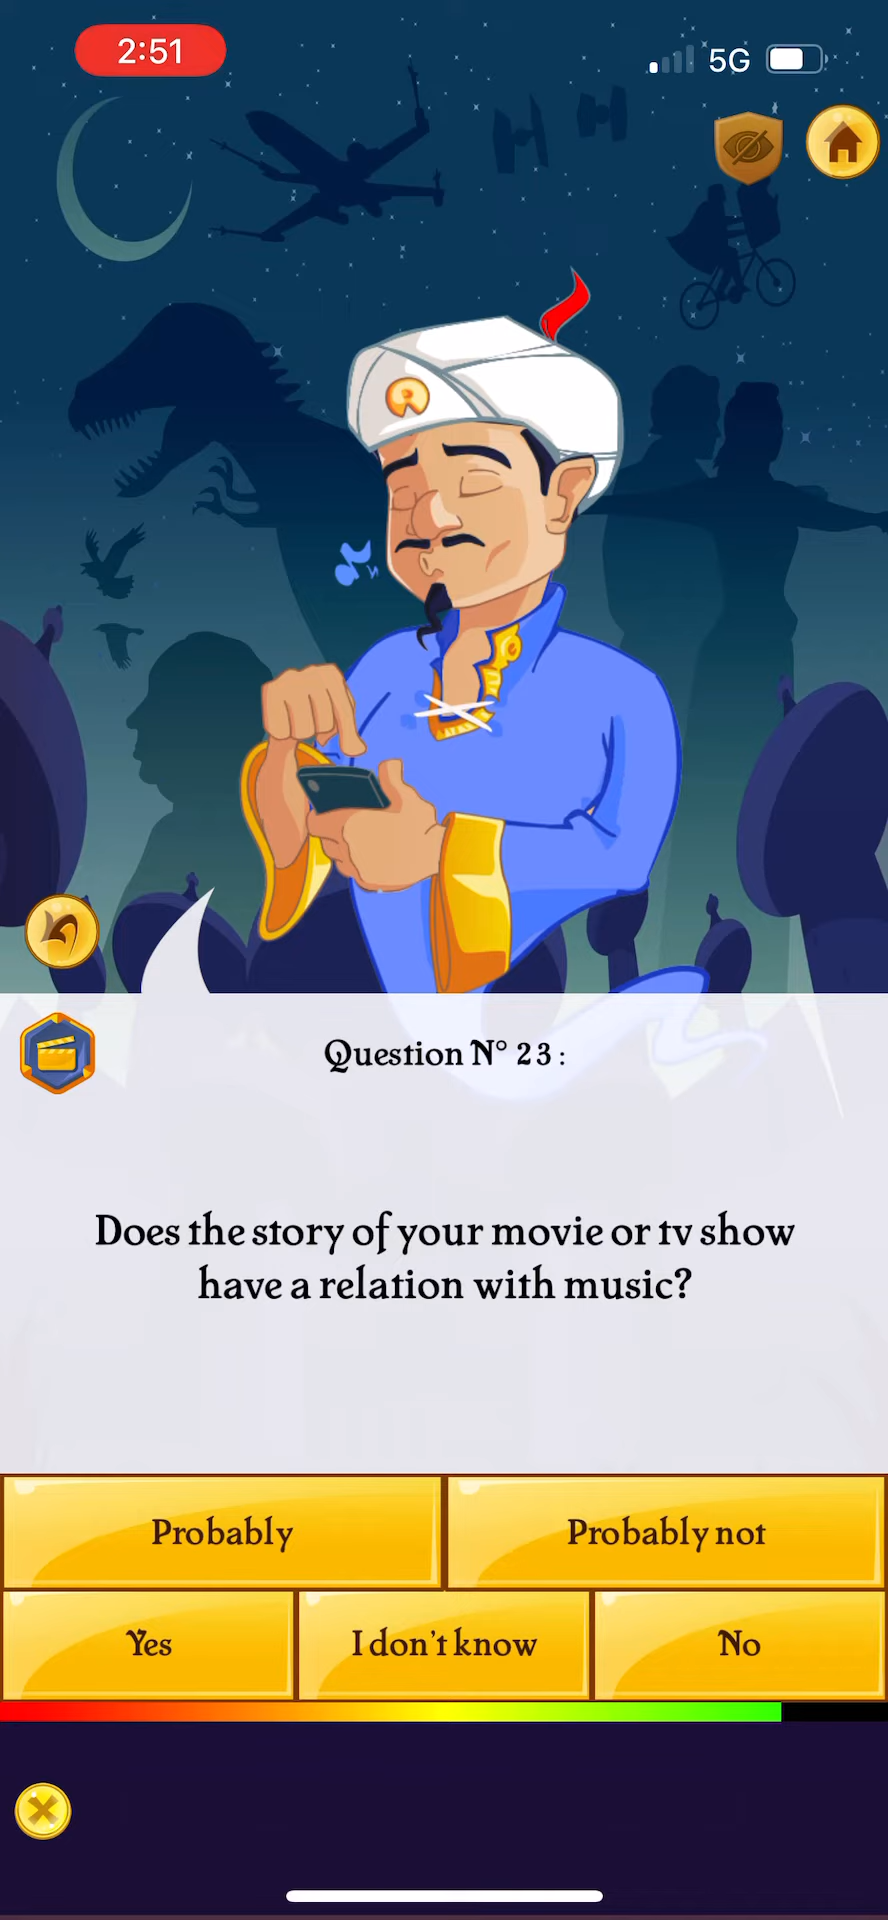 2:51
5G
Question N° 23 :
Does the story of your movie or tv show
have a relation with music?
Probably
Probably not
Yes
I don't know
No